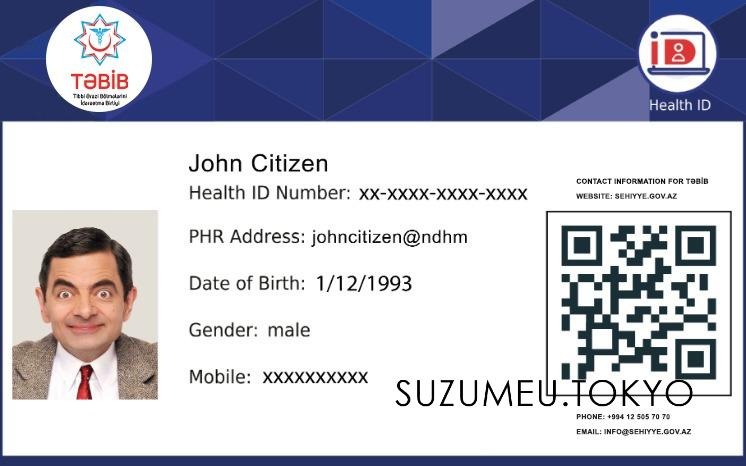 TƏBİB
Tibbi Ərazi Bölmələrini
İdarəetmə Birliyi
Health ID
John Citizen
Health ID Number: xx-xxxx-xxxx-xxxx
PHR Address: johncitizen@ndhm
Date of Birth: 1/12/1993
Gender: male
Mobile: xxxxxxxxxx
CONTACT INFORMATION FOR TƏBİB
WEBSITE: SEHIYYE.GOV.AZ
SUZUMEU.TOKYO
PHONE: +994 12 505 70 70
EMAIL: INFO@SEHIYYE.GOV.AZ